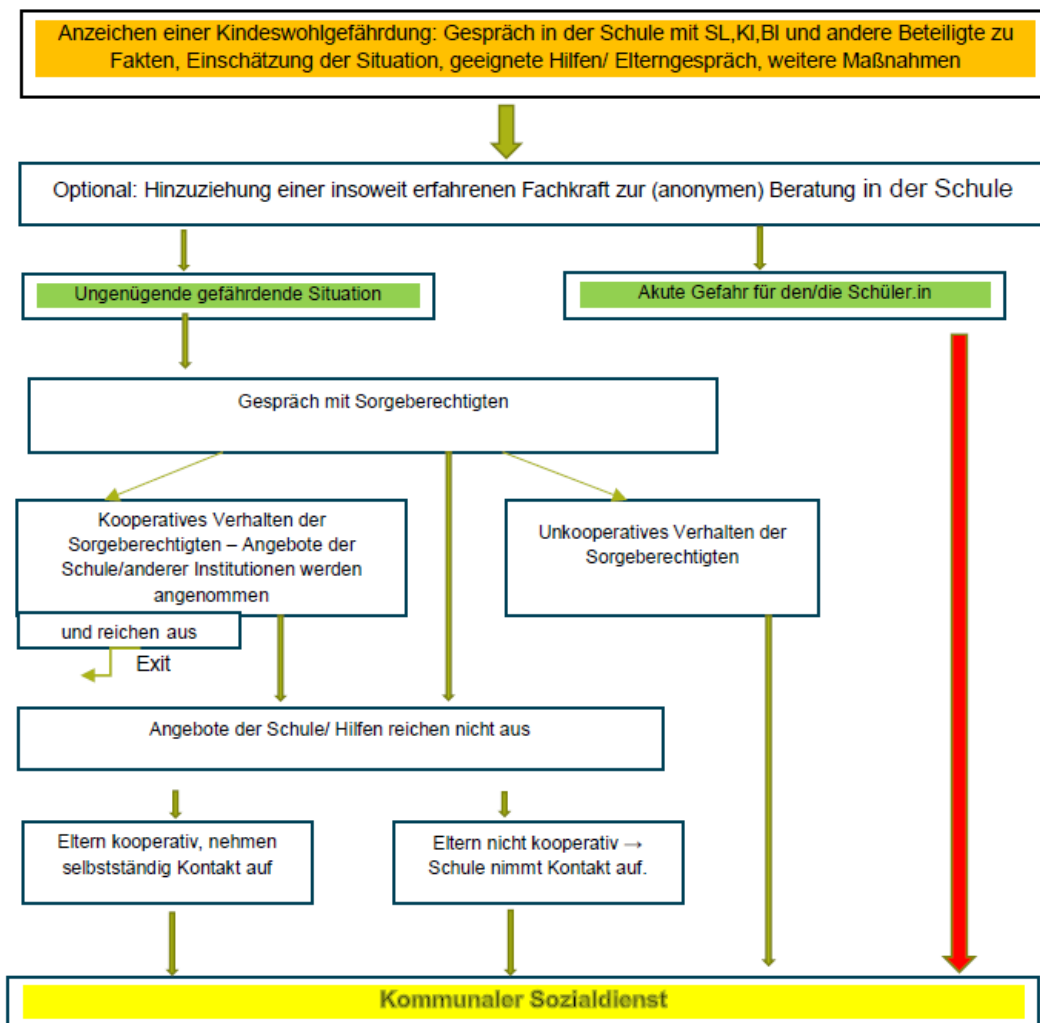 Anzeichen einer Kindeswohlgefährdung: Gespräch in der Schule mit SL,KI,BI und andere Beteiligte zu
Fakten, Einschätzung der Situation, geeignete Hilfen/ Elterngespräch, weitere Maßnahmen
Optional: Hinzuziehung einer insoweit erfahrenen Fachkraft zur (anonymen) Beratung in der Schule
Ungenügende gefährdende Situation
Akute Gefahr für den/die Schüler.in
Gespräch mit Sorgeberechtigten
Kooperatives Verhalten der
Sorgeberechtigten – Angebote der
Schule/anderer Institutionen werden
angenommen
Unkooperatives Verhalten der
Sorgeberechtigten
und reichen aus
Exit
Angebote der Schule/ Hilfen reichen nicht aus
Eltern kooperativ, nehmen
selbstständig Kontakt auf
Eltern nicht kooperativ →
Schule nimmt Kontakt auf.
Kommunaler Sozialdienst